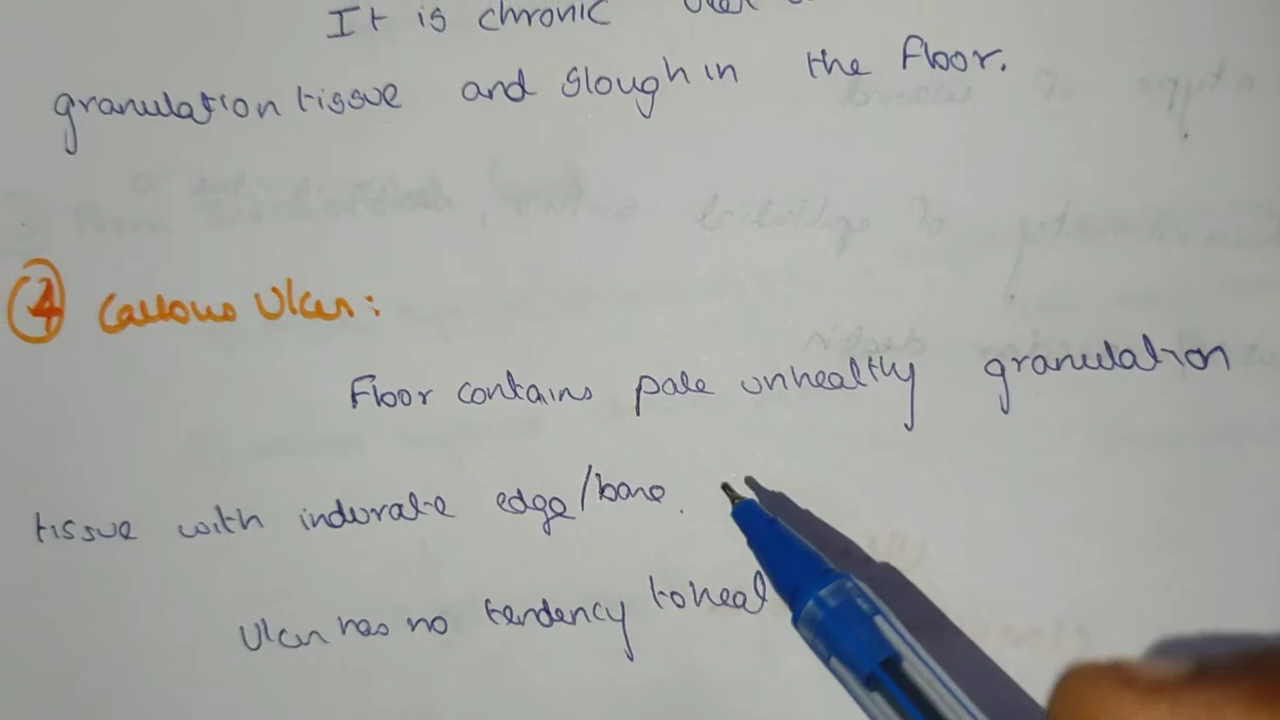 It is chronic
granulation tissue and slough in the floor.
④ Callous Ulcer:
Floor contains pale unhealthy granulation
tissue with indurate edge/base.
Ulcer has no tendency to heal